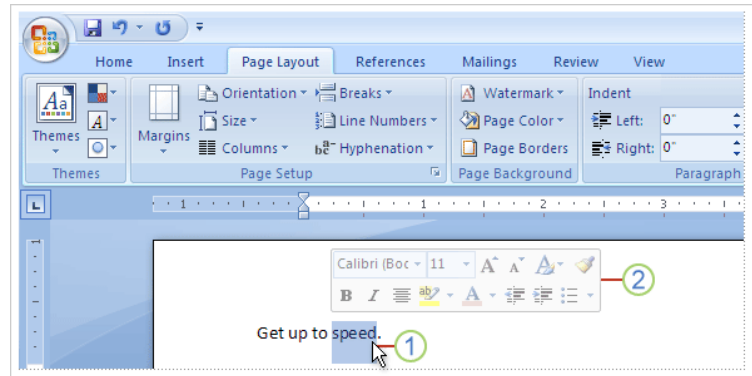 Home Insert Page Layout References Mailings Review View
Orientation Breaks Watermark Indent
Size Line Numbers Page Color Left: 0"
Themes Margins Columns Hyphenation Page Borders Right: 0"
Themes Page Setup Page Background Paragraph
1 1 2 3
Calibri (Boc 11
B I
Get up to speed.
1
2